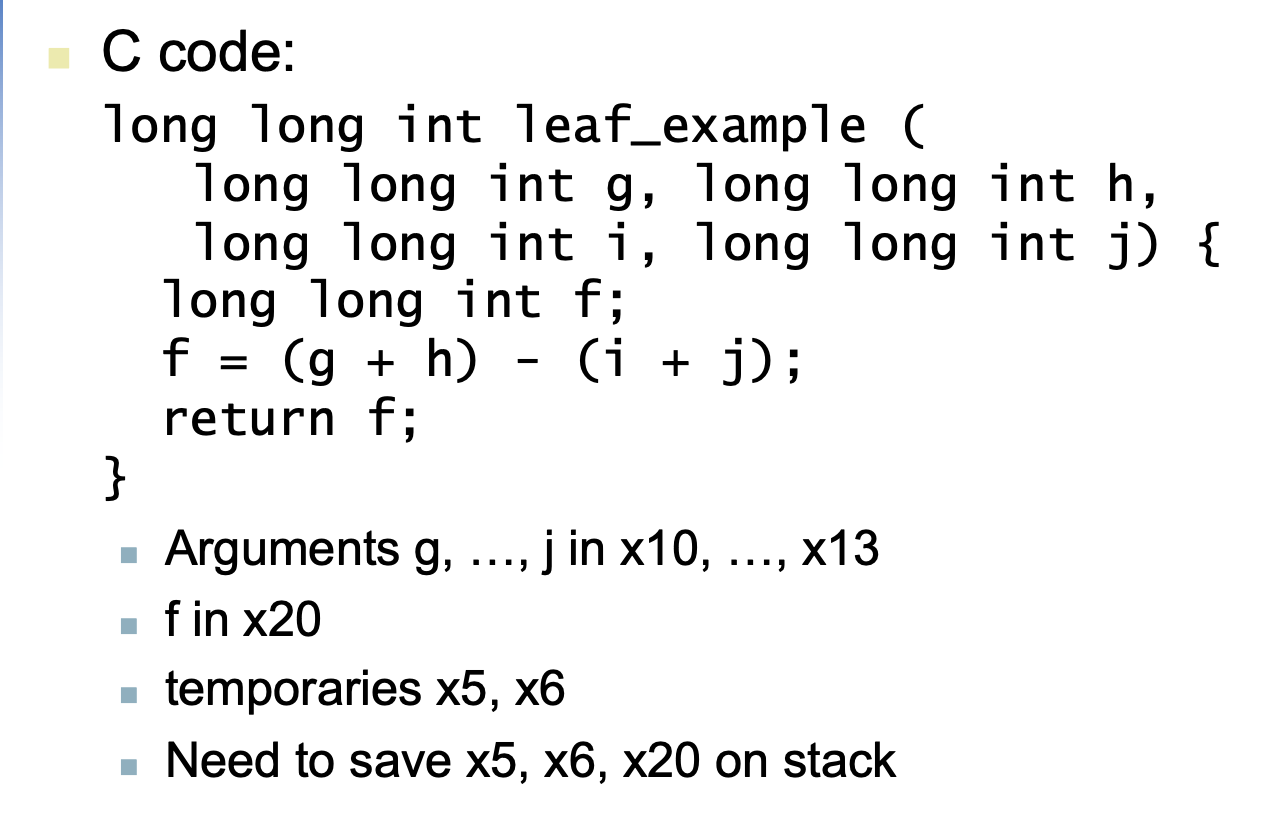 C code:
long long int leaf_example (
long long int g, long long int h,
long long int i, long long int j) {
long long int f;
f = (g + h) - (i + j);
return f;
}
Arguments g, …, j in x10, …, x13
f in x20
temporaries x5, x6
Need to save x5, x6, x20 on stack